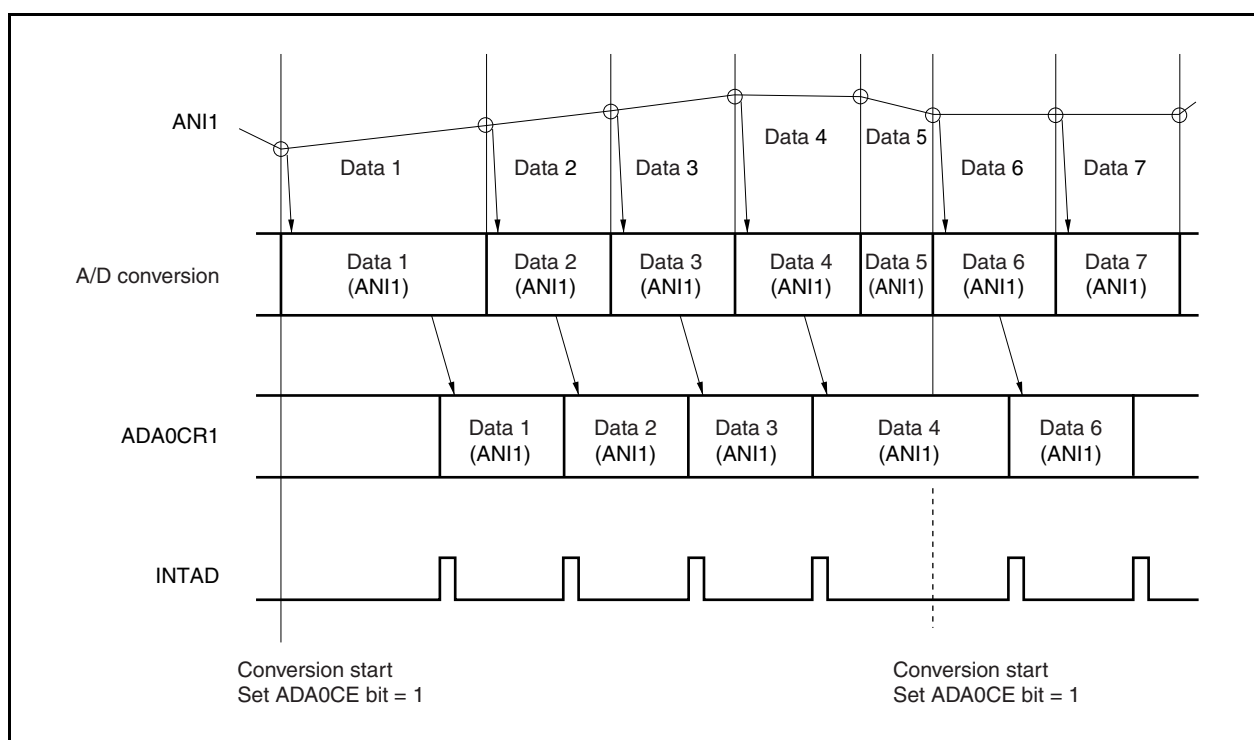 ANI1
Data 1
Data 2
Data 3
Data 4
Data 5
Data 6
Data 7
A/D conversion
Data 1
(ANI1)
Data 2
(ANI1)
Data 3
(ANI1)
Data 4
(ANI1)
Data 5
(ANI1)
Data 6
(ANI1)
Data 7
(ANI1)
ADA0CR1
Data 1
(ANI1)
Data 2
(ANI1)
Data 3
(ANI1)
Data 4
(ANI1)
Data 6
(ANI1)
INTAD
Conversion start
Set ADA0CE bit = 1
Conversion start
Set ADA0CE bit = 1